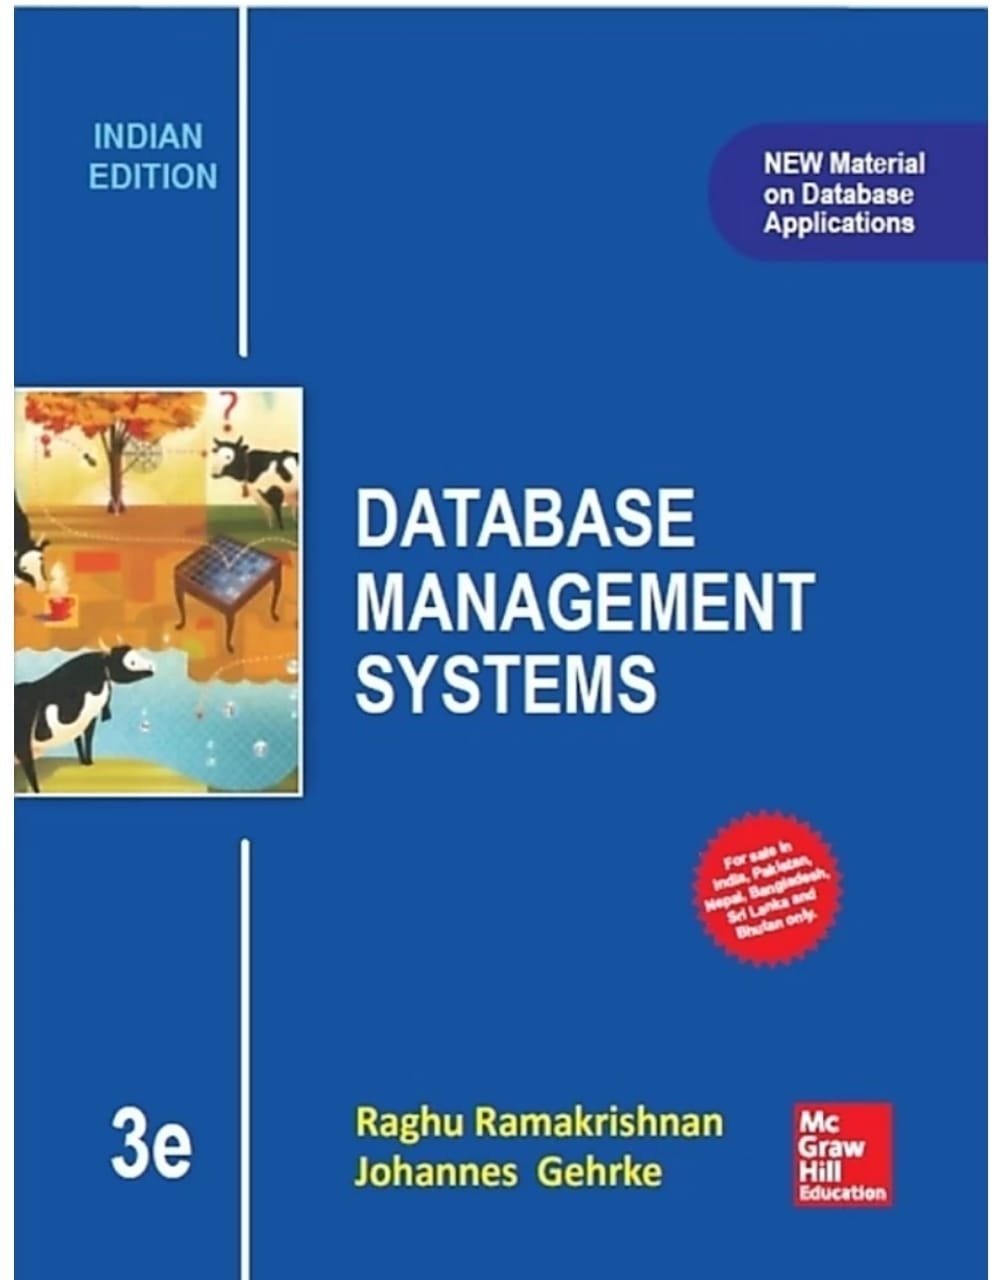 INDIAN
EDITION
NEW Material
on Database
Applications
?
DATABASE
MANAGEMENT
SYSTEMS
For sale in
India, Pakistan,
Nepal, Bangladesh,
Sri Lanka and
Bhutan only.
3e
Raghu Ramakrishnan
Johannes Gehrke
Mc
Graw
Hill
Education